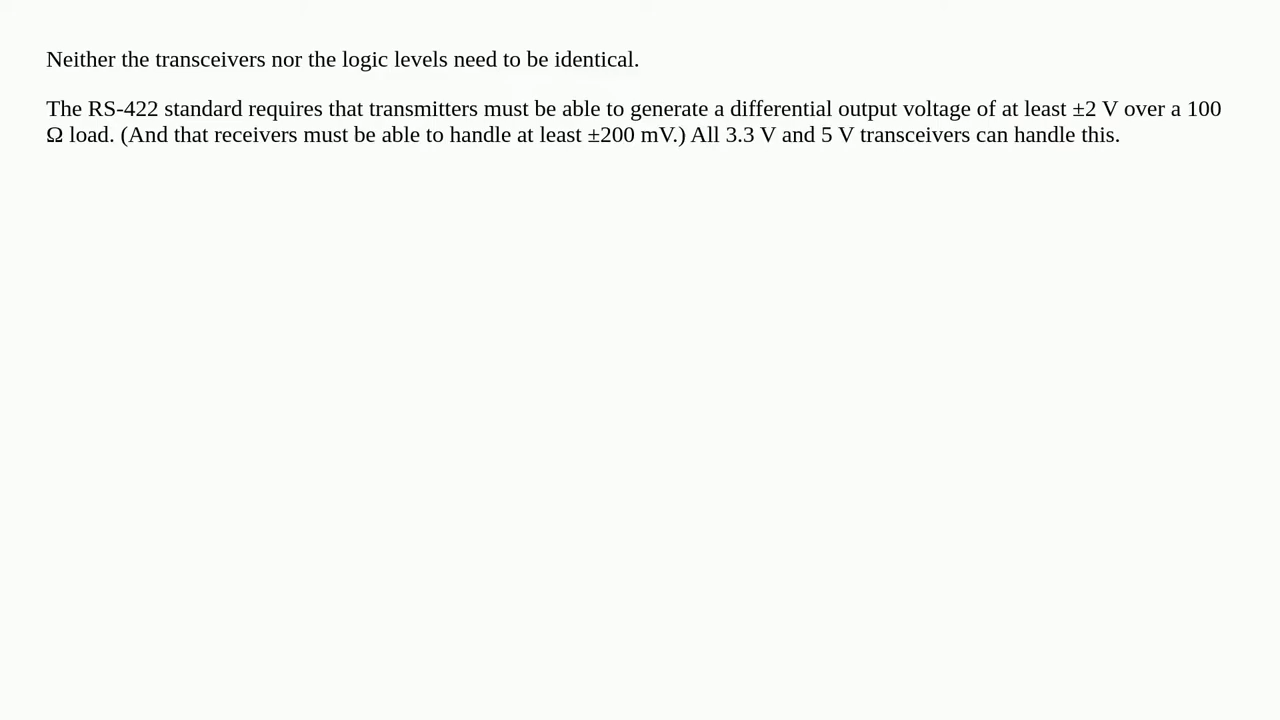 Neither the transceivers nor the logic levels need to be identical.
The RS-422 standard requires that transmitters must be able to generate a differential output voltage of at least ±2 V over a 100
Ω load. (And that receivers must be able to handle at least ±200 mV.) All 3.3 V and 5 V transceivers can handle this.